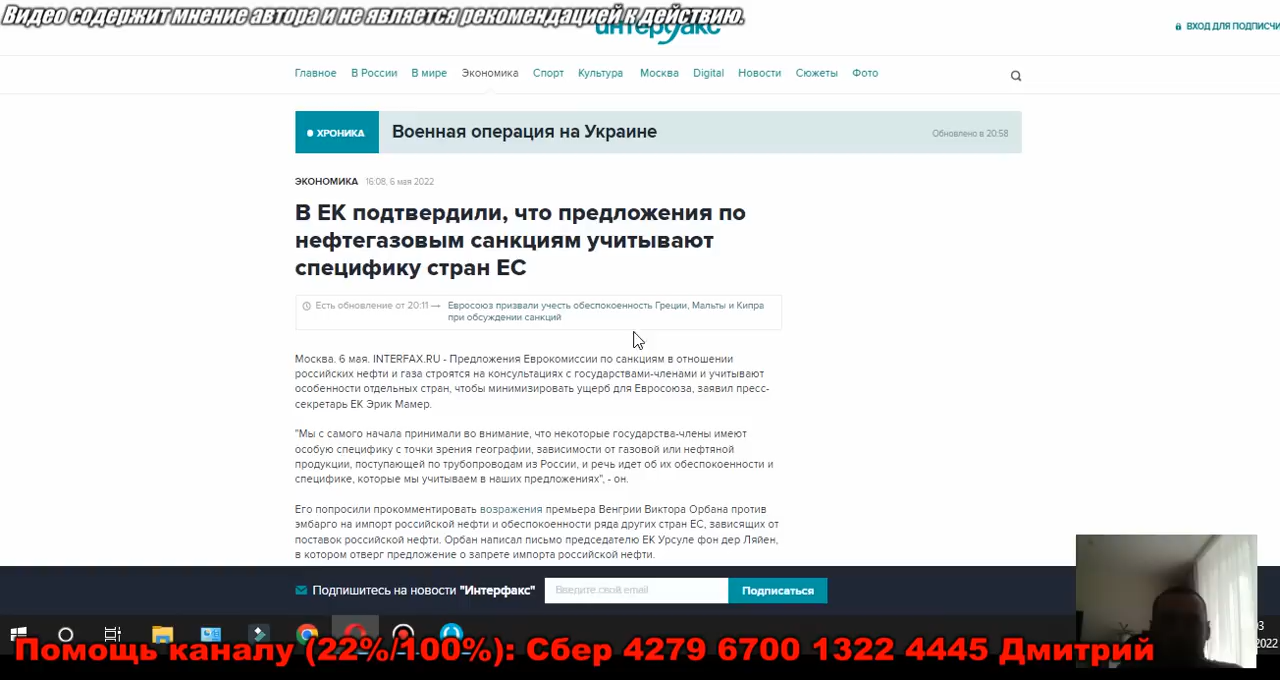 Видео содержит мнение автора и не является рекомендацией к действию.
интерфакс
ВХОД ДЛЯ ПОДПИСЧИ
Главное В России В мире Экономика Спорт Культура Москва Digital Новости Сюжеты Фото
ХРОНИКА Военная операция на Украине Обновлено в 20:58
ЭКОНОМИКА 16:08, 6 мая 2022
В ЕК подтвердили, что предложения по
нефтегазовым санкциям учитывают
специфику стран ЕС
Есть обновление от 20:11 → Евросоюз призвали учесть обеспокоенность Греции, Мальты и Кипра
при обсуждении санкций
Москва. 6 мая. INTERFAX.RU - Предложения Еврокомиссии по санкциям в отношении
российских нефти и газа строятся на консультациях с государствами-членами и учитывают
особенности отдельных стран, чтобы минимизировать ущерб для Евросоюза, заявил пресс-
секретарь ЕК Эрик Мамер.
"Мы с самого начала принимали во внимание, что некоторые государства-члены имеют
особую специфику с точки зрения географии, зависимости от газовой или нефтяной
продукции, поступающей по трубопроводам из России, и речь идет об их обеспокоенности и
специфике, которые мы учитываем в наших предложениях", - он.
Его попросили прокомментировать возражения премьера Венгрии Виктора Орбана против
эмбарго на импорт российской нефти и обеспокоенности ряда других стран ЕС, зависящих от
поставок российской нефти. Орбан написал письмо председателю ЕК Урсуле фон дер Ляйен,
в котором отверг предложение о запрете импорта российской нефти.
Подпишитесь на новости "Интерфакс" Введите свой email Подписаться
Помощь каналу (22%/100%): Сбер 4279 6700 1322 4445 Дмитрий